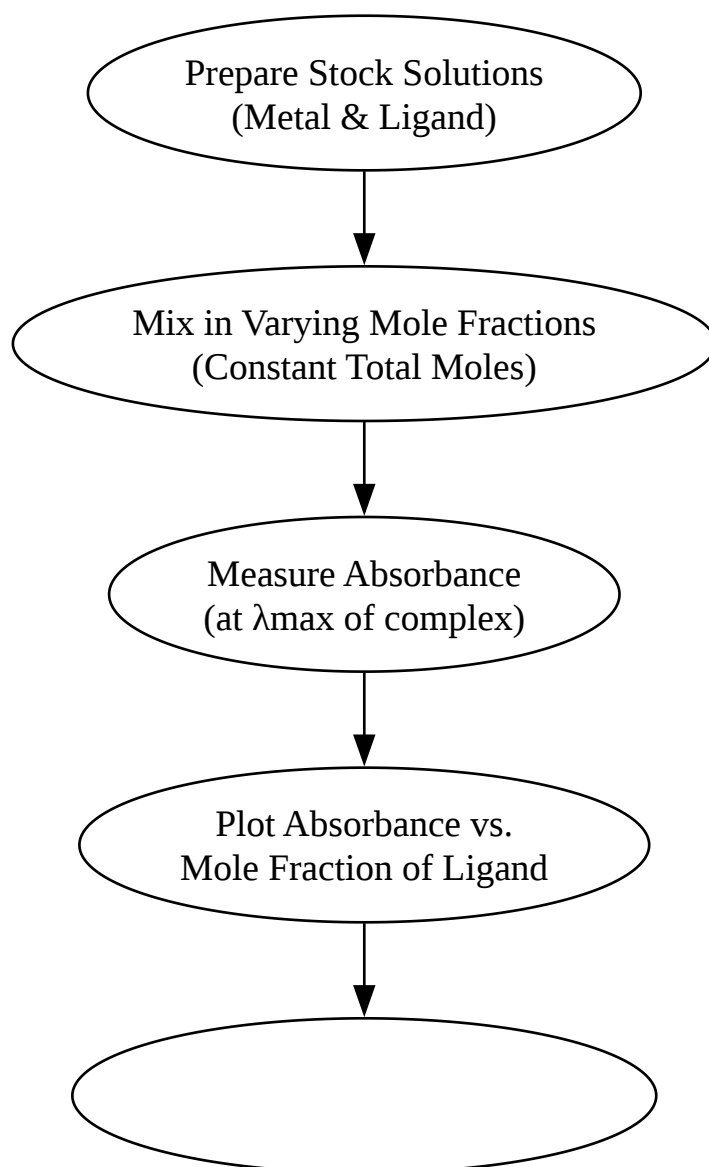 Prepare Stock Solutions
(Metal & Ligand)
Mix in Varying Mole Fractions
(Constant Total Moles)
Measure Absorbance
(at λmax of complex)
Plot Absorbance vs.
Mole Fraction of Ligand